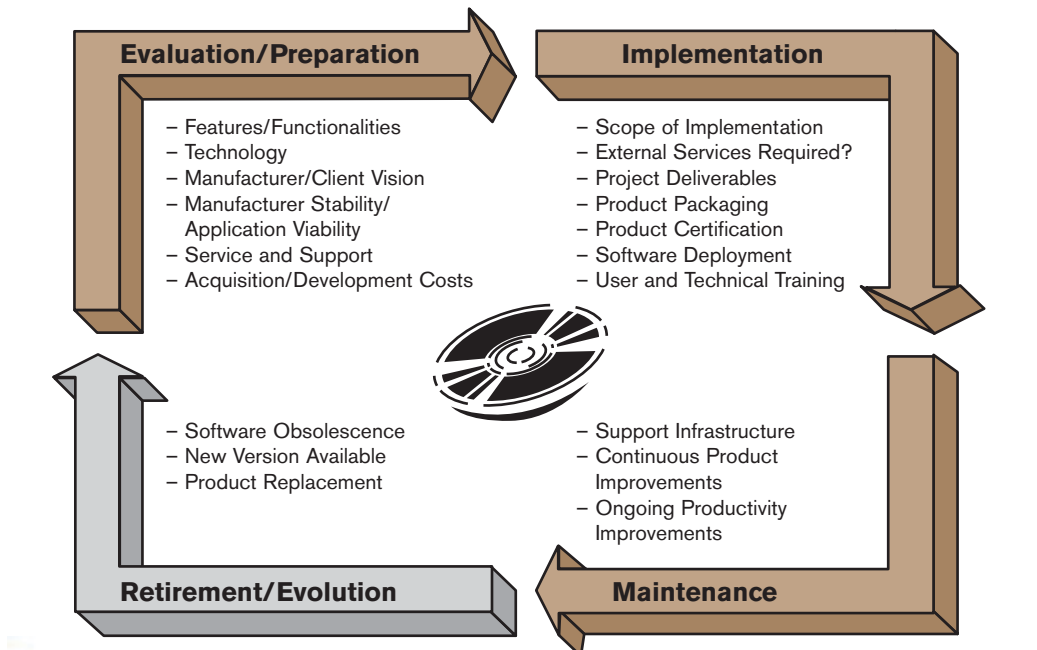 Evaluation/Preparation
– Features/Functionalities
– Technology
– Manufacturer/Client Vision
– Manufacturer Stability/
Application Viability
– Service and Support
– Acquisition/Development Costs
Implementation
– Scope of Implementation
– External Services Required?
– Project Deliverables
– Product Packaging
– Product Certification
– Software Deployment
– User and Technical Training
– Software Obsolescence
– New Version Available
– Product Replacement
Retirement/Evolution
– Support Infrastructure
– Continuous Product
Improvements
– Ongoing Productivity
Improvements
Maintenance